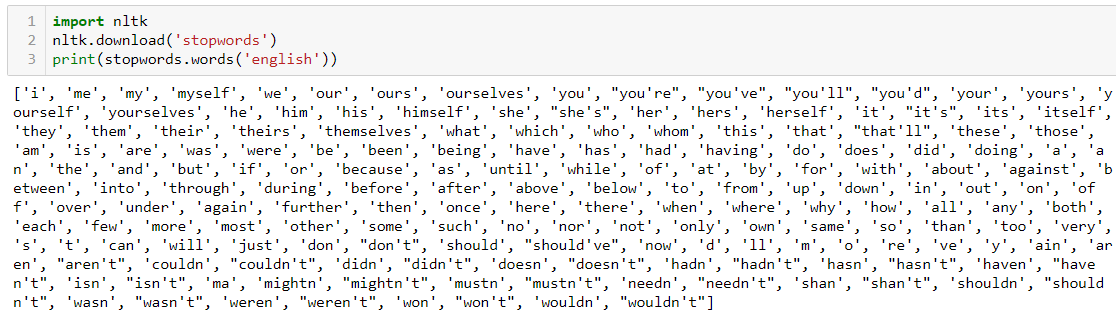 1 import nltk
2 nltk.download('stopwords')
3 print(stopwords.words('english'))
['i', 'me', 'my', 'myself', 'we', 'our', 'ours', 'ourselves', 'you', "you're", "you've", "you'll", "you'd", 'your', 'yours', 'y
ourself', 'yourselves', 'he', 'him', 'his', 'himself', 'she', "she's", 'her', 'hers', 'herself', 'it', "it's", 'its', 'itself',
'they', 'them', 'their', 'theirs', 'themselves', 'what', 'which', 'who', 'whom', 'this', 'that', "that'll", 'these', 'those',
'am', 'is', 'are', 'was', 'were', 'be', 'been', 'being', 'have', 'has', 'had', 'having', 'do', 'does', 'did', 'doing', 'a', 'a
n', 'the', 'and', 'but', 'if', 'or', 'because', 'as', 'until', 'while', 'of', 'at', 'by', 'for', 'with', 'about', 'against', 'b
etween', 'into', 'through', 'during', 'before', 'after', 'above', 'below', 'to', 'from', 'up', 'down', 'in', 'out', 'on', 'of
f', 'over', 'under', 'again', 'further', 'then', 'once', 'here', 'there', 'when', 'where', 'why', 'how', 'all', 'any', 'both',
'each', 'few', 'more', 'most', 'other', 'some', 'such', 'no', 'nor', 'not', 'only', 'own', 'same', 'so', 'than', 'too', 'very',
's', 't', 'can', 'will', 'just', 'don', "don't", 'should', "should've", 'now', 'd', 'll', 'm', 'o', 're', 've', 'y', 'ain', 'ar
en', "aren't", 'couldn', "couldn't", 'didn', "didn't", 'doesn', "doesn't", 'hadn', "hadn't", 'hasn', "hasn't", 'haven', "have
n't", 'isn', "isn't", 'ma', 'mightn', "mightn't", 'mustn', "mustn't", 'needn', "needn't", 'shan', "shan't", 'shouldn', "should
n't", 'wasn', "wasn't", 'weren', "weren't", 'won', "won't", 'wouldn', "wouldn't"]